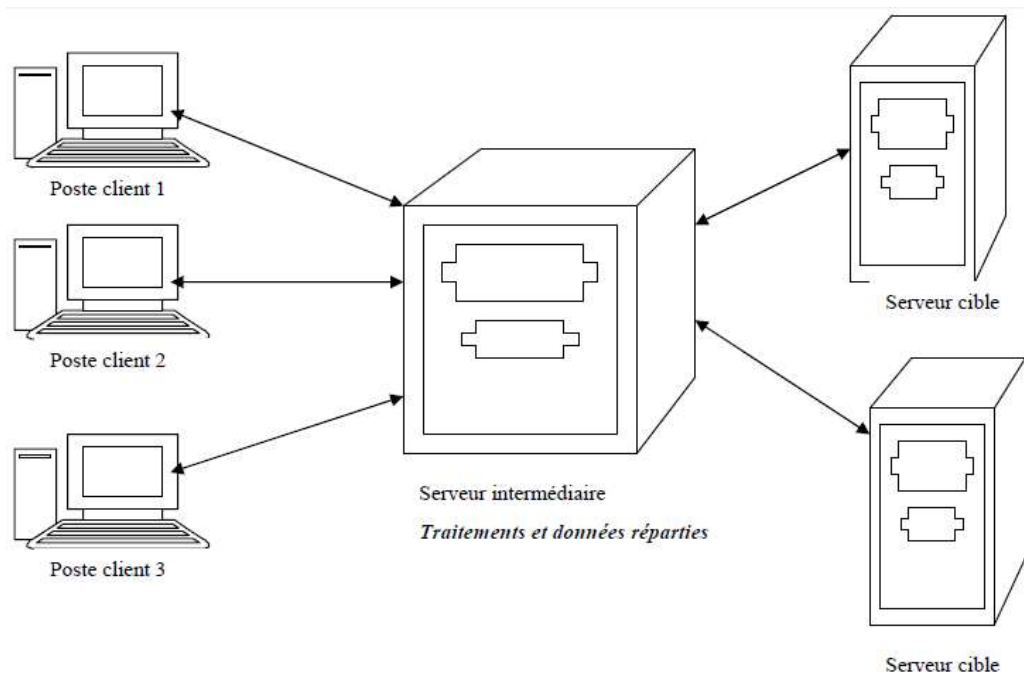 Poste client 1
Poste client 2
Poste client 3
Serveur intermédiaire
Traitements et données réparties
Serveur cible
Serveur cible